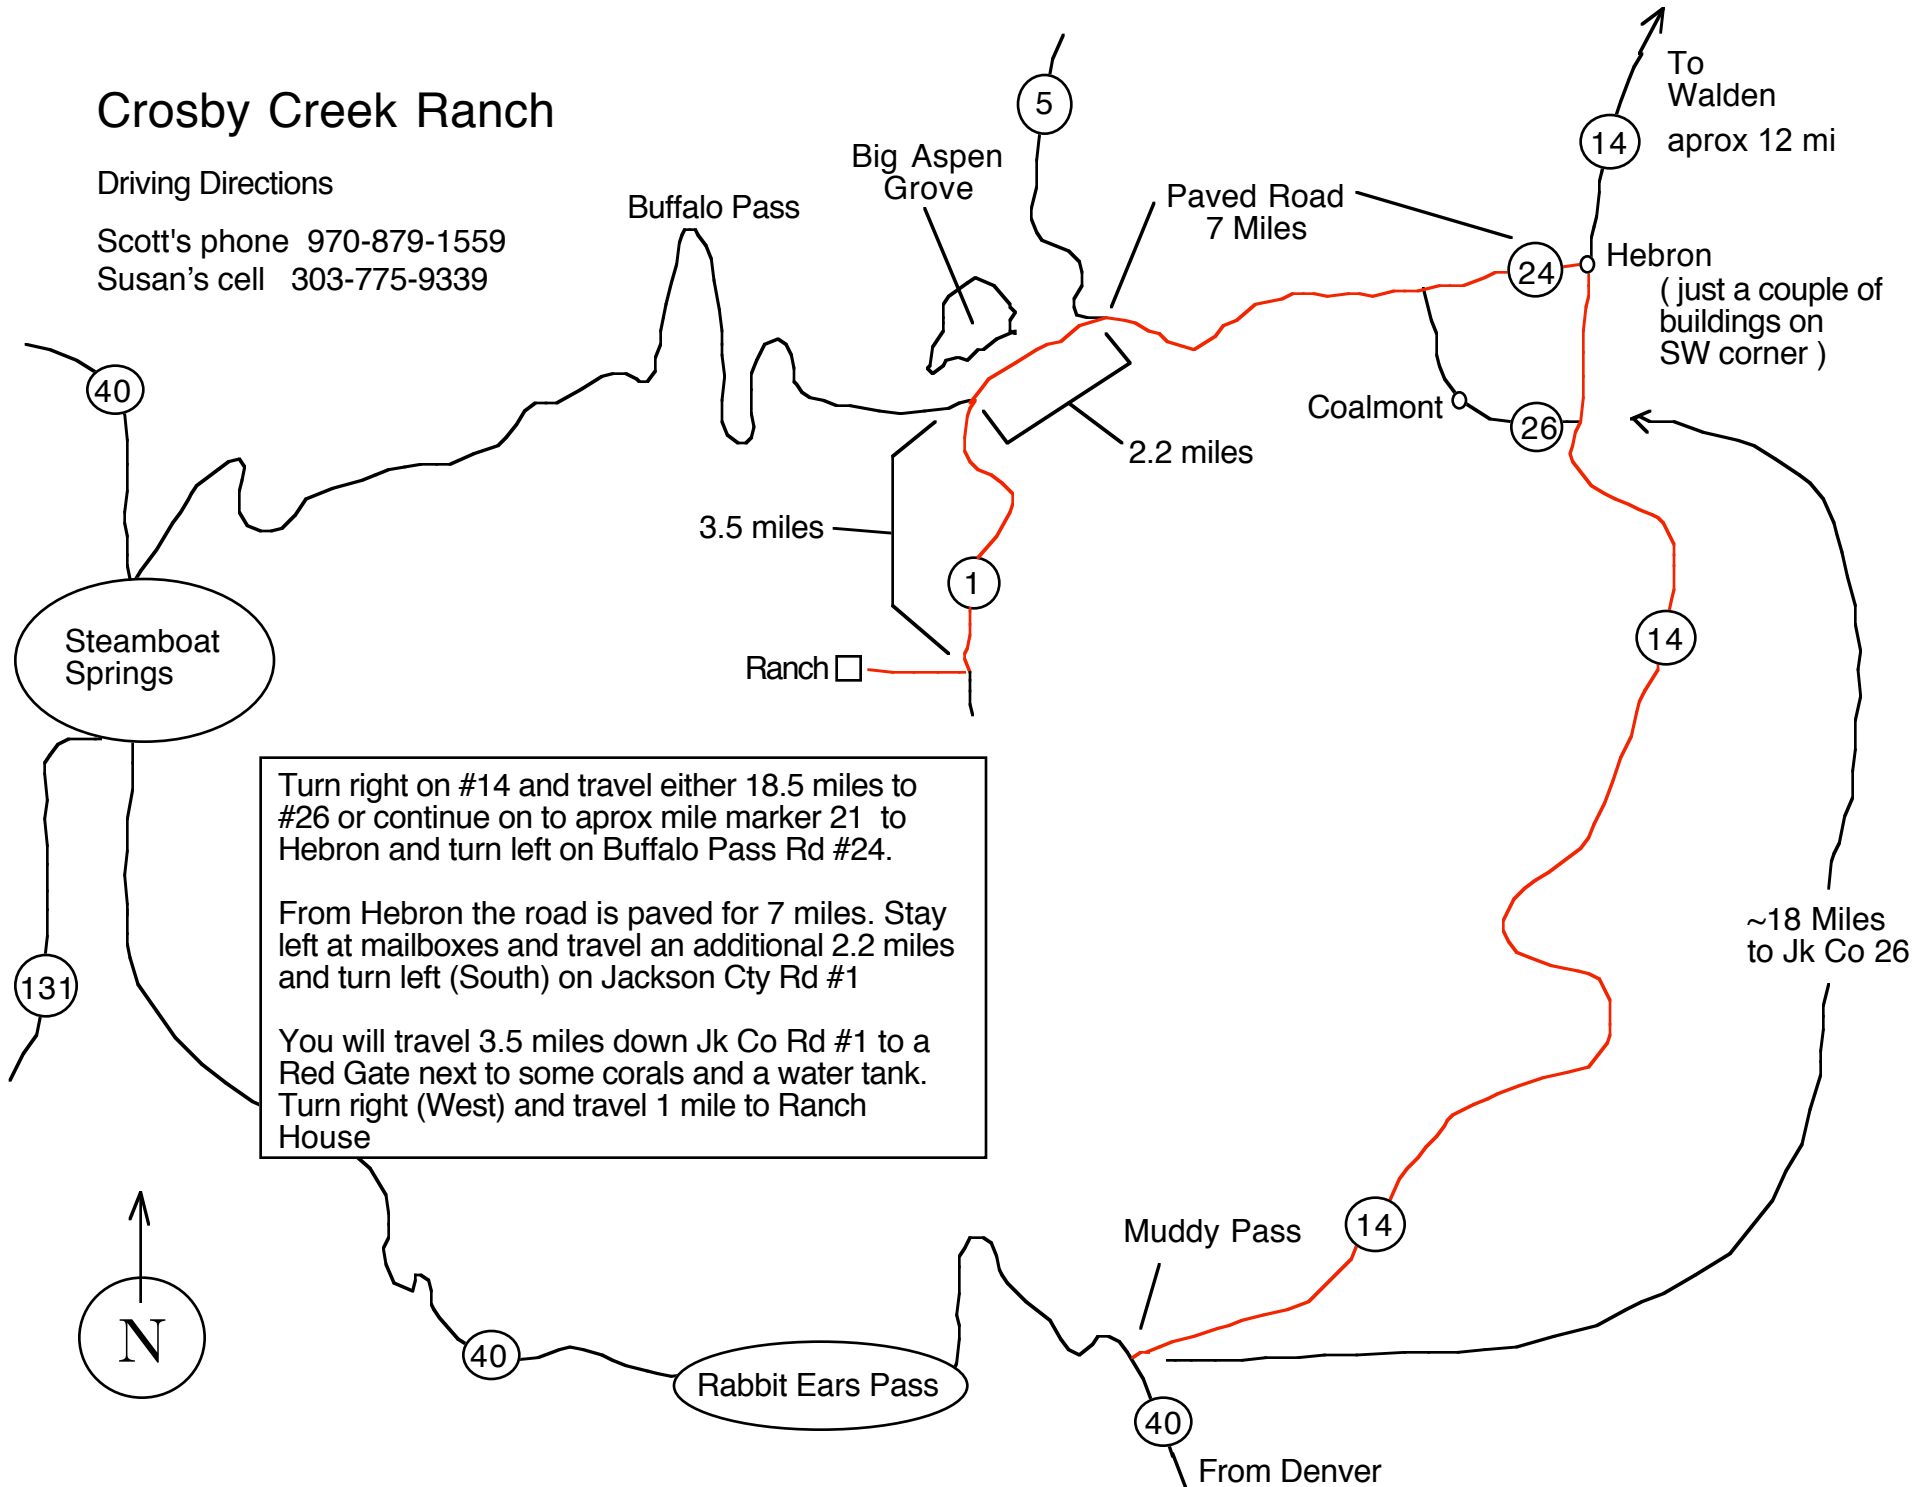 Crosby Creek Ranch
Driving Directions
Scott's phone 970-879-1559
Susan's cell 303-775-9339
5
To
Walden
aprox 12 mi
14
Big Aspen
Grove
Buffalo Pass
Paved Road
7 Miles
24
Hebron
( just a couple of
buildings on
SW corner )
40
Coalmont
26
2.2 miles
3.5 miles
1
Steamboat
Springs
14
Ranch
Turn right on #14 and travel either 18.5 miles to
#26 or continue on to aprox mile marker 21 to
Hebron and turn left on Buffalo Pass Rd #24.
From Hebron the road is paved for 7 miles. Stay
left at mailboxes and travel an additional 2.2 miles
and turn left (South) on Jackson Cty Rd #1
You will travel 3.5 miles down Jk Co Rd #1 to a
Red Gate next to some corals and a water tank.
Turn right (West) and travel 1 mile to Ranch
House
131
~18 Miles
to Jk Co 26
Muddy Pass
14
N
40
Rabbit Ears Pass
40
From Denver